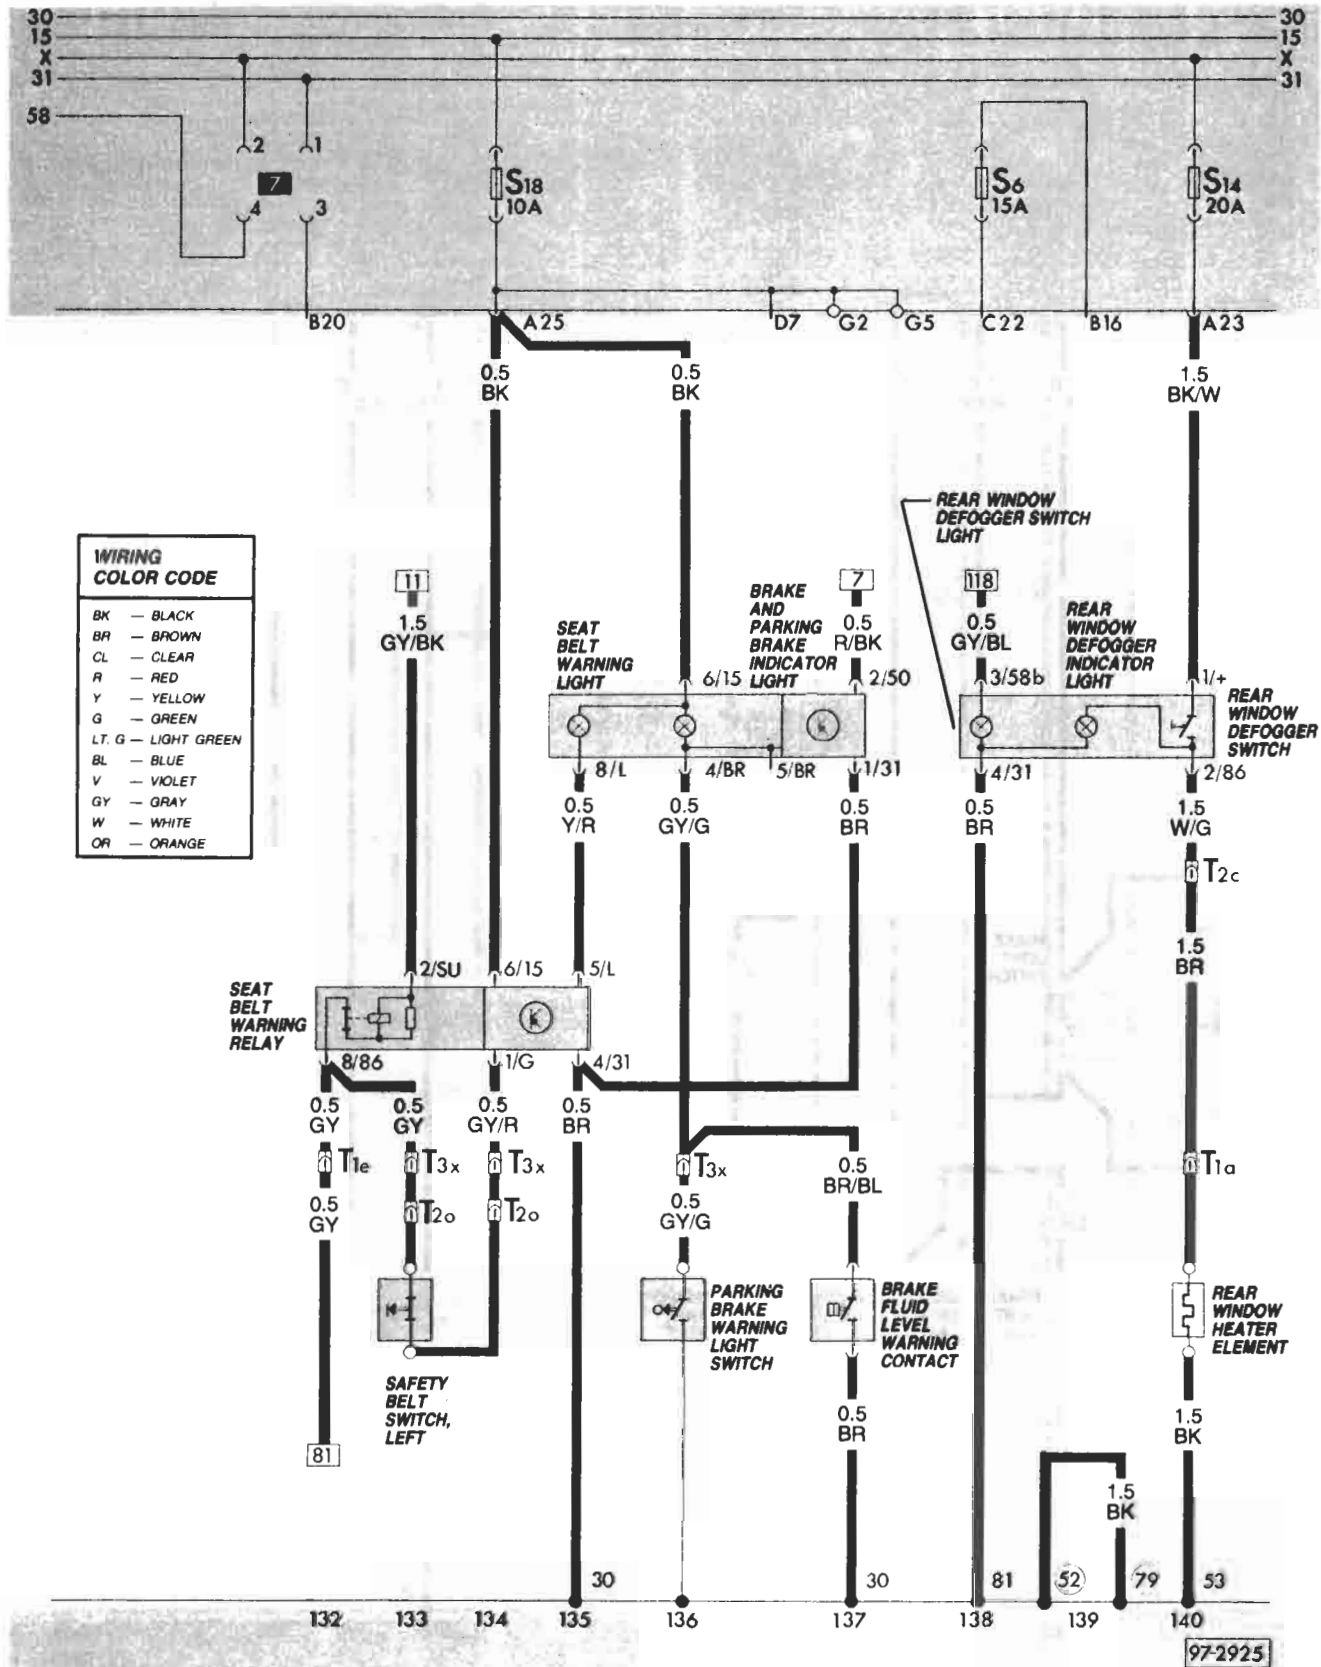 30 30
15 15
X X
31 31
58
2 1
7
4 3
S18
10A
S6
15A
S14
20A
B20 A25 D7 G2 G5 C22 B16 A23
0.5
BK
0.5
BK
1.5
BK/W
WIRING
COLOR CODE
BK — BLACK
BR — BROWN
CL — CLEAR
R — RED
Y — YELLOW
G — GREEN
LT. G — LIGHT GREEN
BL — BLUE
V — VIOLET
GY — GRAY
W — WHITE
OR — ORANGE
REAR WINDOW
DEFOGGER SWITCH
LIGHT
11
1.5
GY/BK
SEAT
BELT
WARNING
LIGHT
BRAKE
AND
PARKING
BRAKE
INDICATOR
LIGHT
7
0.5
R/BK
118
0.5
GY/BL
REAR
WINDOW
DEFOGGER
INDICATOR
LIGHT
6/15 2/50 3/58b 1/+
REAR
WINDOW
DEFOGGER
SWITCH
8/L 4/BR 5/BR 1/31 4/31 2/86
0.5
Y/R
0.5
GY/G
0.5
BR
0.5
BR
1.5
W/G
T2c
1.5
BR
2/SU 6/15 5/L
SEAT
BELT
WARNING
RELAY
8/86 1/G 4/31
0.5
GY
0.5
GY
0.5
GY/R
0.5
BR
T1e T3x T3x T3x T1a
0.5
BR/BL
0.5
GY
T2o T2o
0.5
GY/G
PARKING
BRAKE
WARNING
LIGHT
SWITCH
BRAKE
FLUID
LEVEL
WARNING
CONTACT
REAR
WINDOW
HEATER
ELEMENT
SAFETY
BELT
SWITCH,
LEFT
81
0.5
BR
1.5
BK
1.5
BK
30 30 81 52 79 53
132 133 134 135 136 137 138 139 140
97-2925